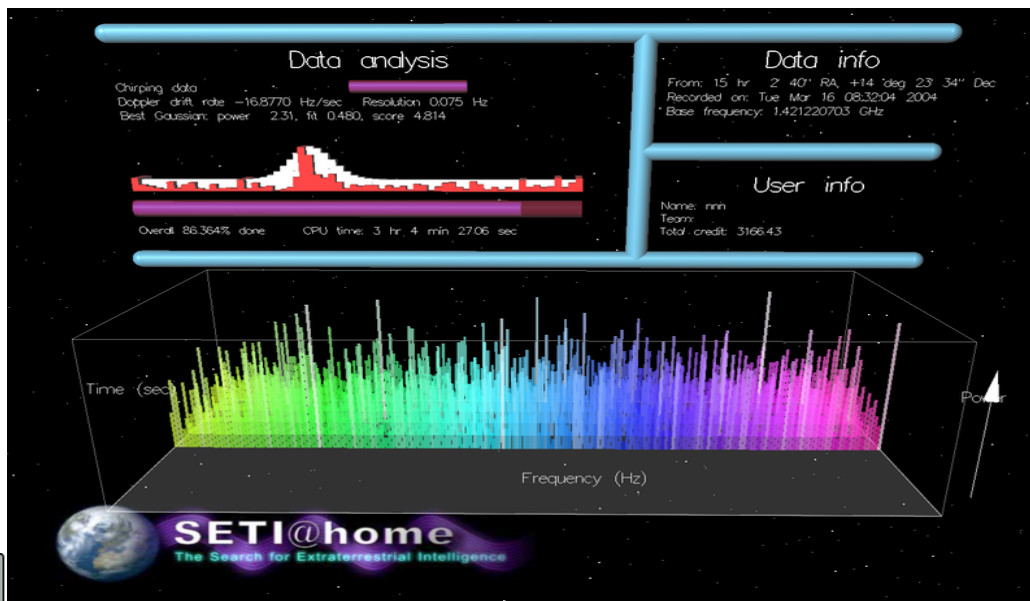 Data analysis
Chirping data
Doppler drift rate -16.8770 Hz/sec Resolution 0.075 Hz
Best Gaussian: power 2.31, fit 0.480, score 4.814
Overall 86.364% done CPU time: 3 hr 4 min 27.06 sec
Data info
From: 15 hr 2' 40'' RA, +14 deg 23' 34'' Dec
Recorded on: Tue Mar 16 08:32:04 2004
Base frequency: 1.421220703 GHz
User info
Name: nnn
Team:
Total credit: 3166.43
Time (sec
Power
Frequency (Hz)
SETI@home
The Search for Extraterrestrial Intelligence